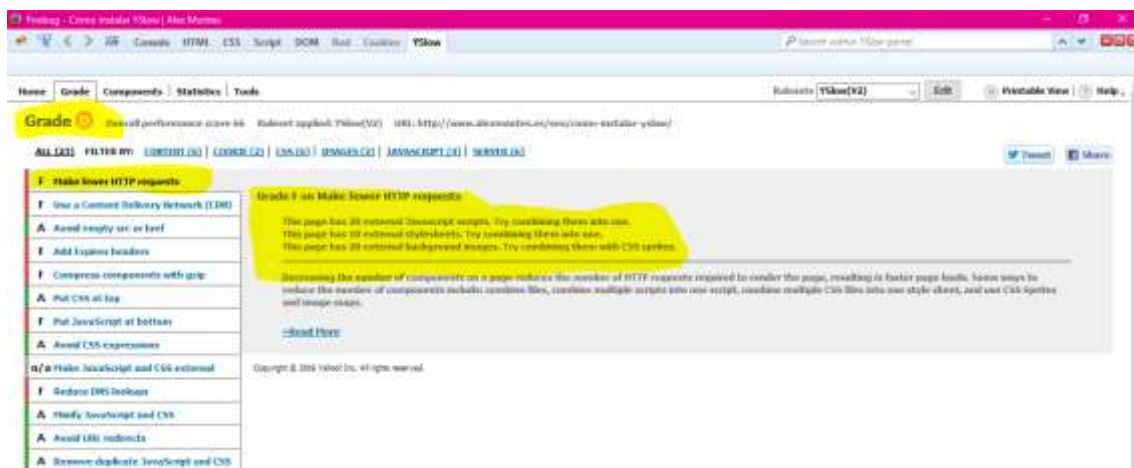 Firebug - Como instalar YSlow | Alex Montes
Console HTML CSS Script DOM Red Cookies YSlow
Search within YSlow panel
Home Grade Components Statistics Tools
Rulesets YSlow(V2) Edit Printable View Help
Grade Overall performance score 66 Ruleset applied: YSlow(V2) URL: http://www.alexmontes.es/seo/como-instalar-yslow/
ALL (23) FILTER BY: CONTENT (6) | COOKIE (2) | CSS (6) | IMAGES (2) | JAVASCRIPT (4) | SERVER (6)
Tweet Share
F Make fewer HTTP requests
F Use a Content Delivery Network (CDN)
A Avoid empty src or href
F Add Expires headers
F Compress components with gzip
A Put CSS at top
F Put JavaScript at bottom
A Avoid CSS expressions
n/a Make JavaScript and CSS external
F Reduce DNS lookups
A Minify JavaScript and CSS
A Avoid URL redirects
A Remove duplicate JavaScript and CSS
Grade F on Make fewer HTTP requests
This page has external Javascript scripts. Try combining them into one.
This page has 10 external stylesheets. Try combining them into one.
This page has 20 external background images. Try combining them with CSS sprites.
Decreasing the number of components on a page reduces the number of HTTP requests required to render the page, resulting in faster page loads. Some ways to
reduce the number of components include: combine files, combine multiple scripts into one script, combine multiple CSS files into one style sheet, and use CSS Sprites
and image maps.
»Read More
Copyright © 2016 Yahoo! Inc. All rights reserved.